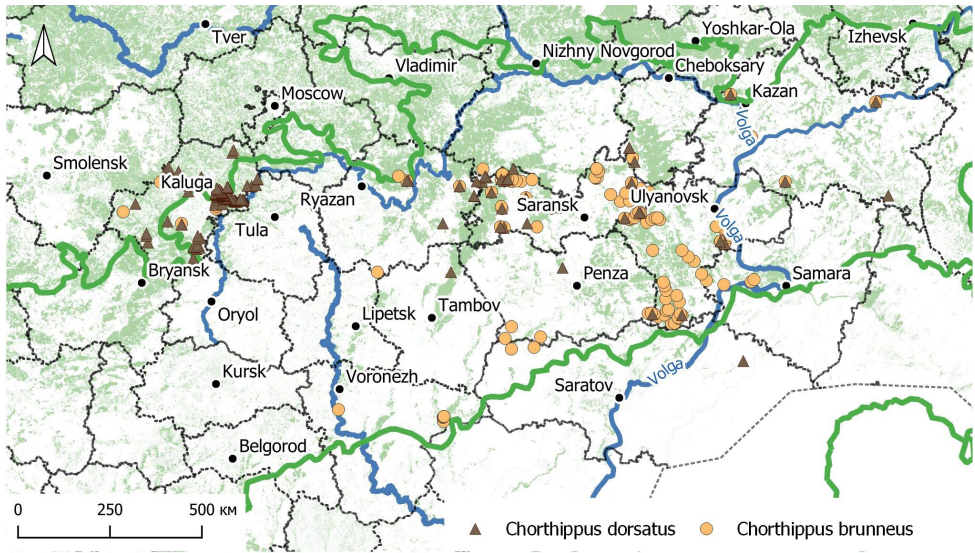 Tver
Yoshkar-Ola
Izhevsk
Nizhny Novgorod
Vladimir
Cheboksary
Moscow
Kazan
Volga
Smolensk
Kaluga
Ryazan
Saransk
Ulyanovsk
Tula
Volga
Bryansk
Penza
Samara
Oryol
Lipetsk
Tambov
Kursk
Voronezh
Saratov
Volga
Belgorod
0 250 500 км
Chorthippus dorsatus Chorthippus brunneus